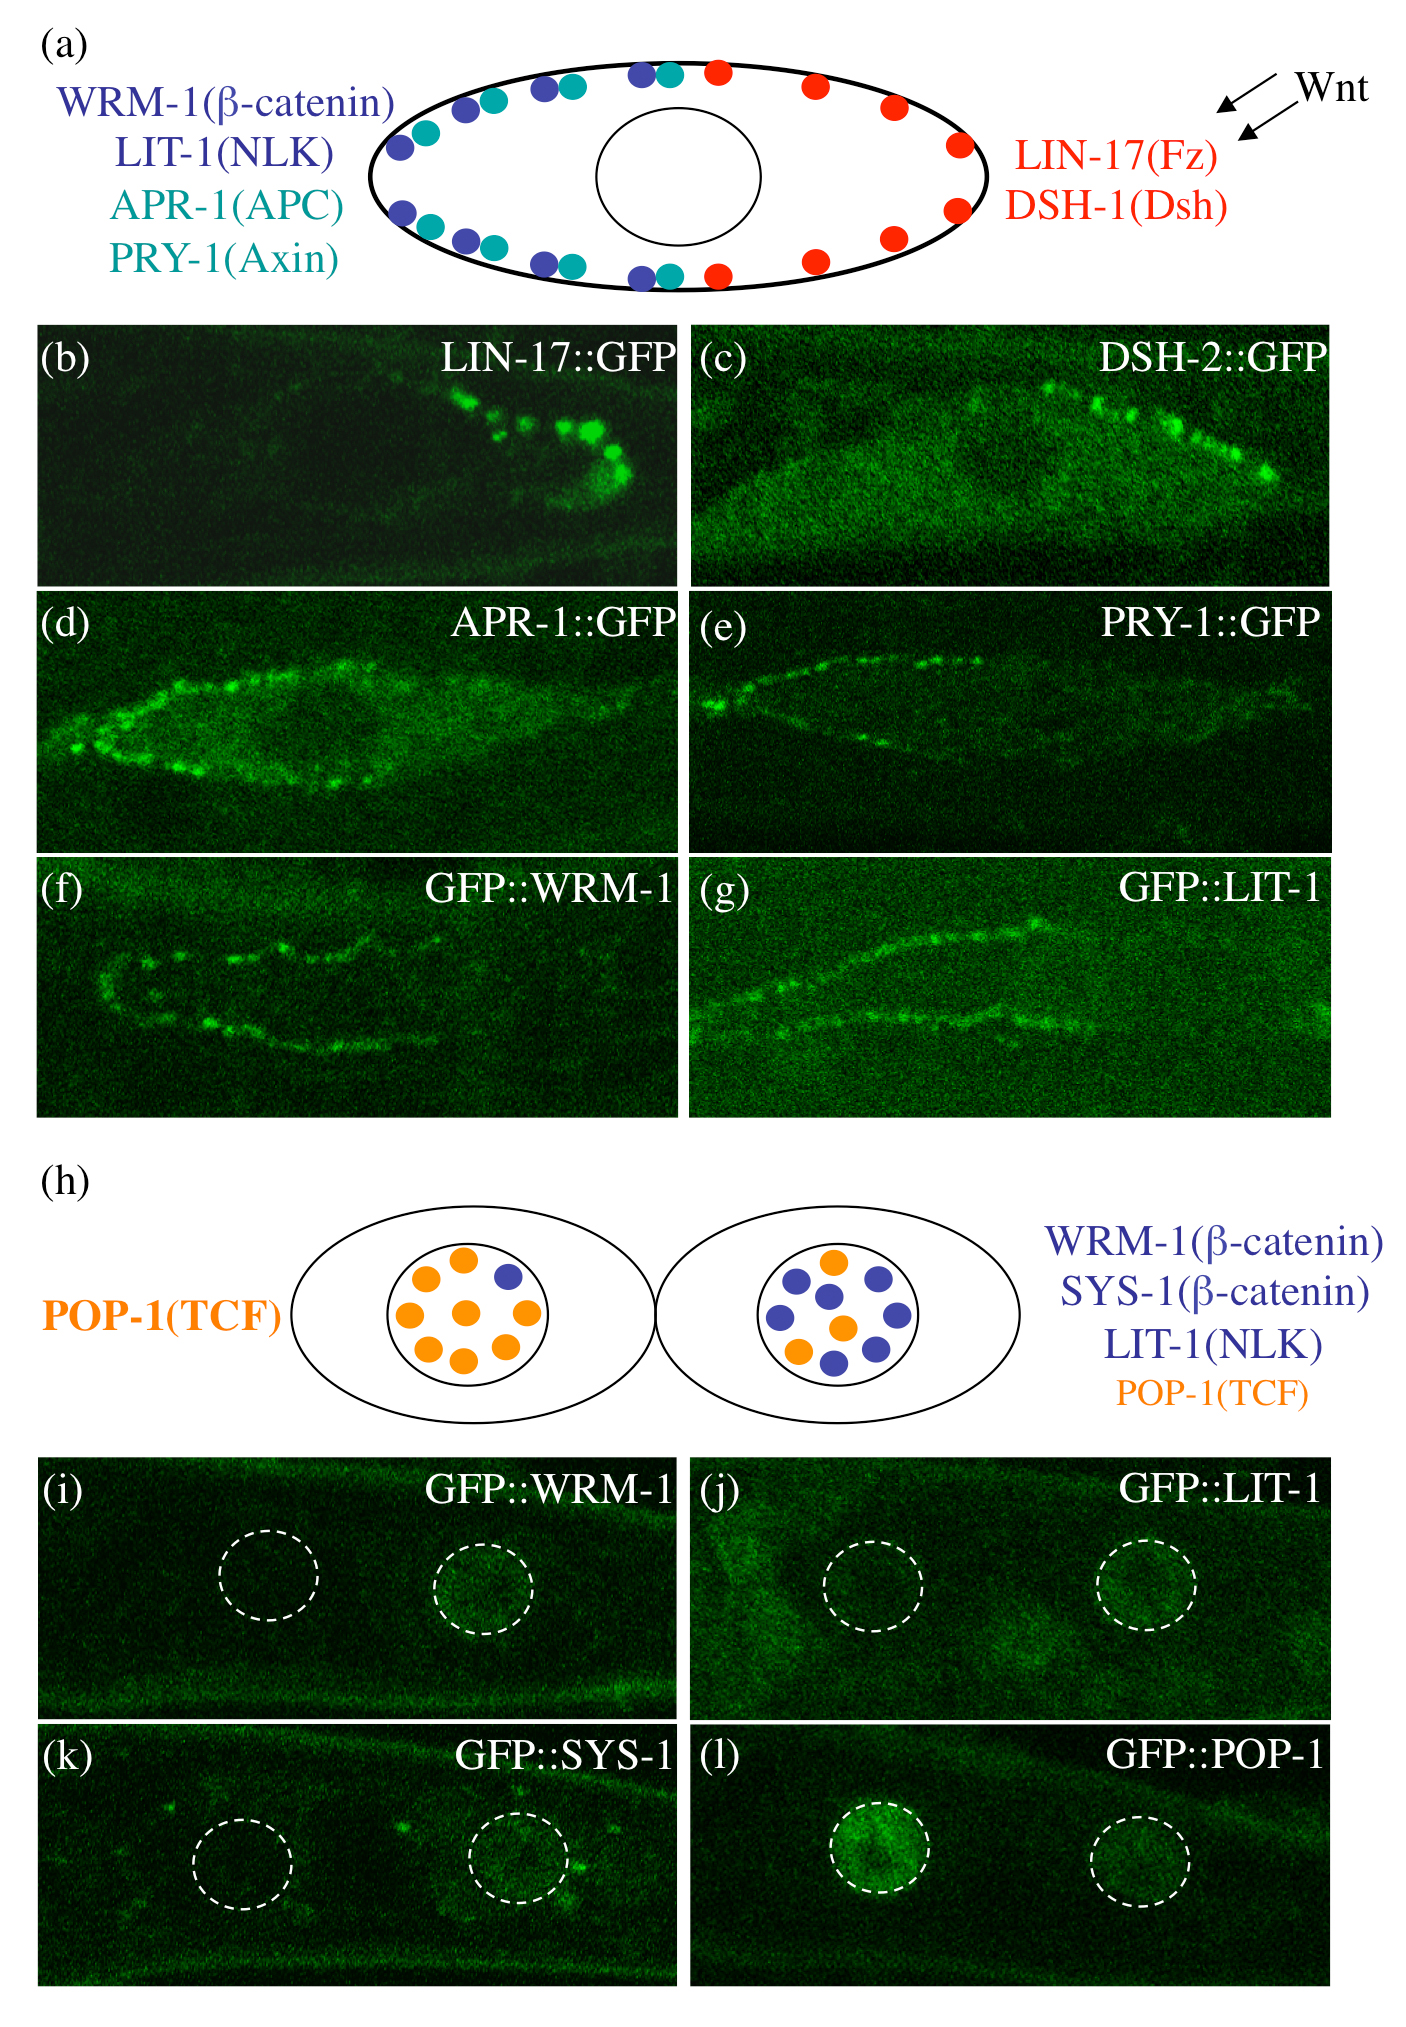 (a)
WRM-1(β-catenin)
LIT-1(NLK)
APR-1(APC)
PRY-1(Axin)
Wnt
LIN-17(Fz)
DSH-1(Dsh)
(b) LIN-17::GFP
(c) DSH-2::GFP
(d) APR-1::GFP
(e) PRY-1::GFP
(f) GFP::WRM-1
(g) GFP::LIT-1
(h)
POP-1(TCF)
WRM-1(β-catenin)
SYS-1(β-catenin)
LIT-1(NLK)
POP-1(TCF)
(i) GFP::WRM-1
(j) GFP::LIT-1
(k) GFP::SYS-1
(l) GFP::POP-1